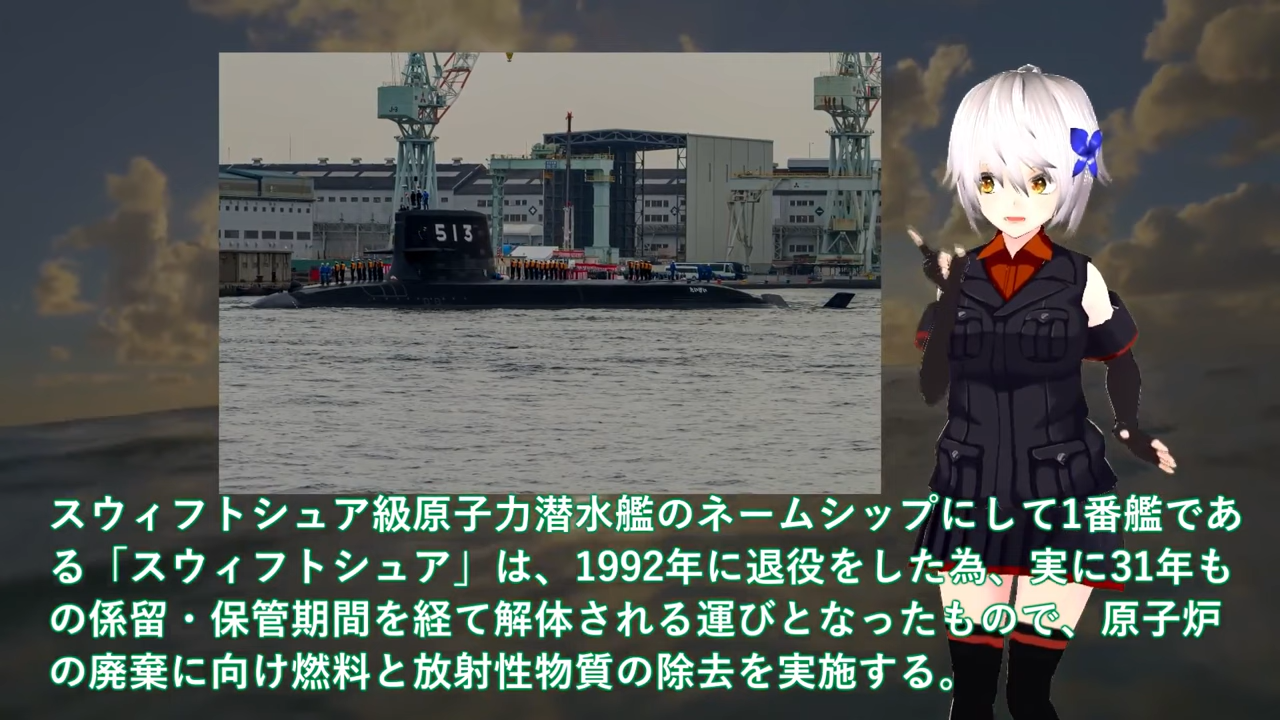 513
スウィフトシュア級原子力潜水艦のネームシップにして1番艦であ
る「スウィフトシュア」は、1992年に退役をした為、実に31年も
の係留・保管期間を経て解体される運びとなったもので、原子炉
の廃棄に向け燃料と放射性物質の除去を実施する。